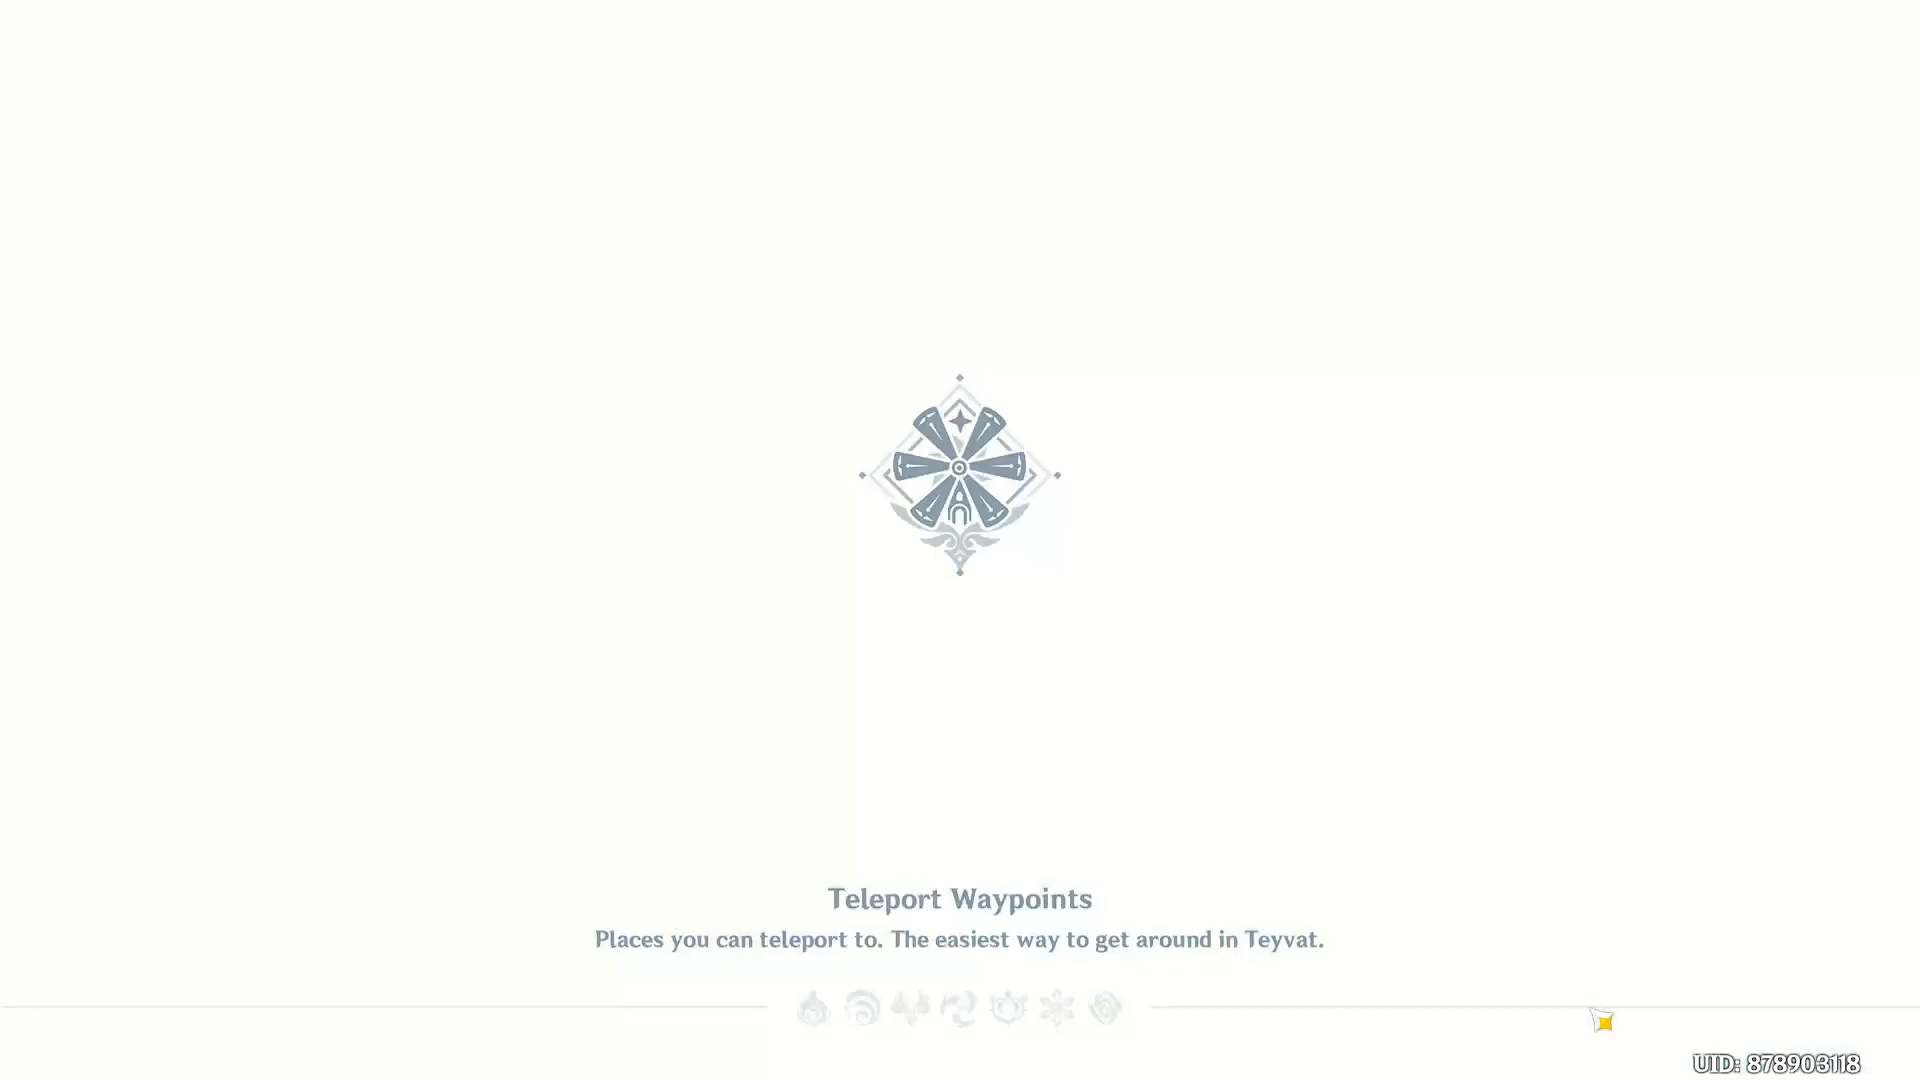 Teleport Waypoints
Places you can teleport to. The easiest way to get around in Teyvat.
UID: 878903118